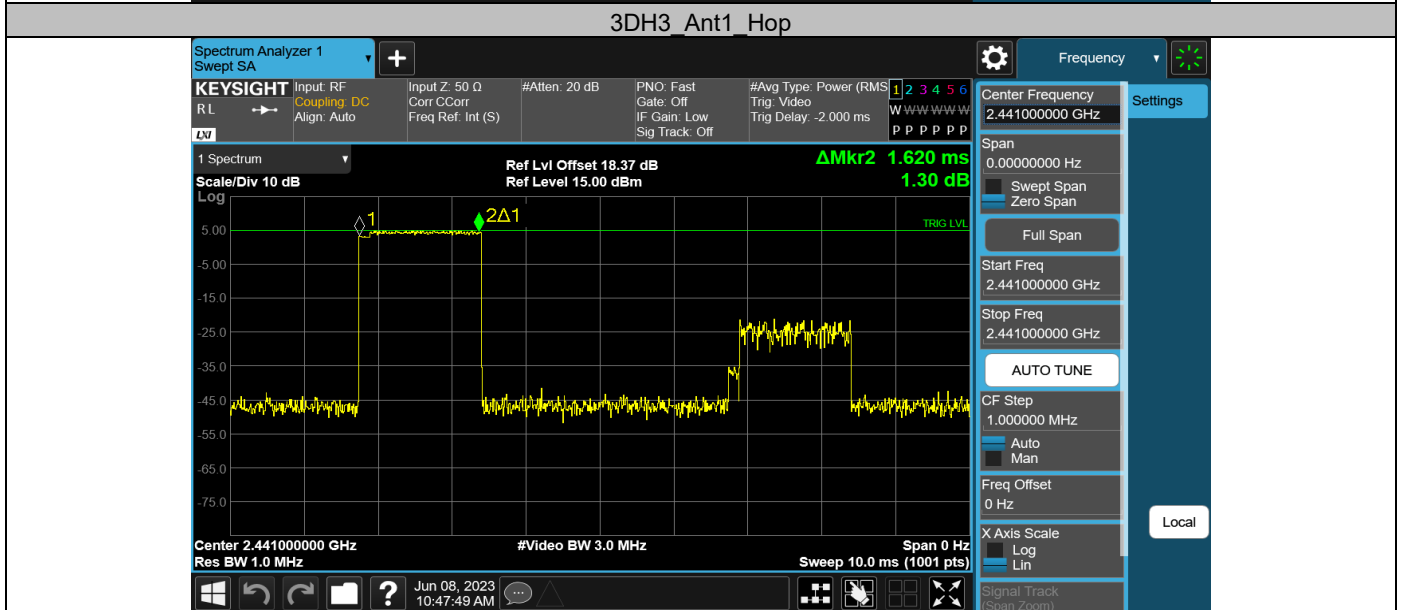 3DH3_Ant1_Hop
Spectrum Analyzer 1
Swept SA
Frequency
KEYSIGHT
R L
LXI
Input: RF
Coupling: DC
Align: Auto
Input Z: 50 Ω
Corr CCorr
Freq Ref: Int (S)
#Atten: 20 dB
PNO: Fast
Gate: Off
IF Gain: Low
Sig Track: Off
#Avg Type: Power (RMS
Trig: Video
Trig Delay: -2.000 ms
1 2 3 4 5 6
W W W W W W
P P P P P P
1 Spectrum
Scale/Div 10 dB
Ref Lvl Offset 18.37 dB
Ref Level 15.00 dBm
ΔMkr2 1.620 ms
1.30 dB
Log
1
2Δ1
TRIG LVL
5.00
-5.00
-15.0
-25.0
-35.0
-45.0
-55.0
-65.0
-75.0
Center 2.441000000 GHz
#Video BW 3.0 MHz
Span 0 Hz
Res BW 1.0 MHz
Sweep 10.0 ms (1001 pts)
Jun 08, 2023
10:47:49 AM
Center Frequency
2.441000000 GHz
Settings
Span
0.00000000 Hz
Swept Span
Zero Span
Full Span
Start Freq
2.441000000 GHz
Stop Freq
2.441000000 GHz
AUTO TUNE
CF Step
1.000000 MHz
Auto
Man
Freq Offset
0 Hz
X Axis Scale
Log
Lin
Local
Signal Track
(Span Zoom)